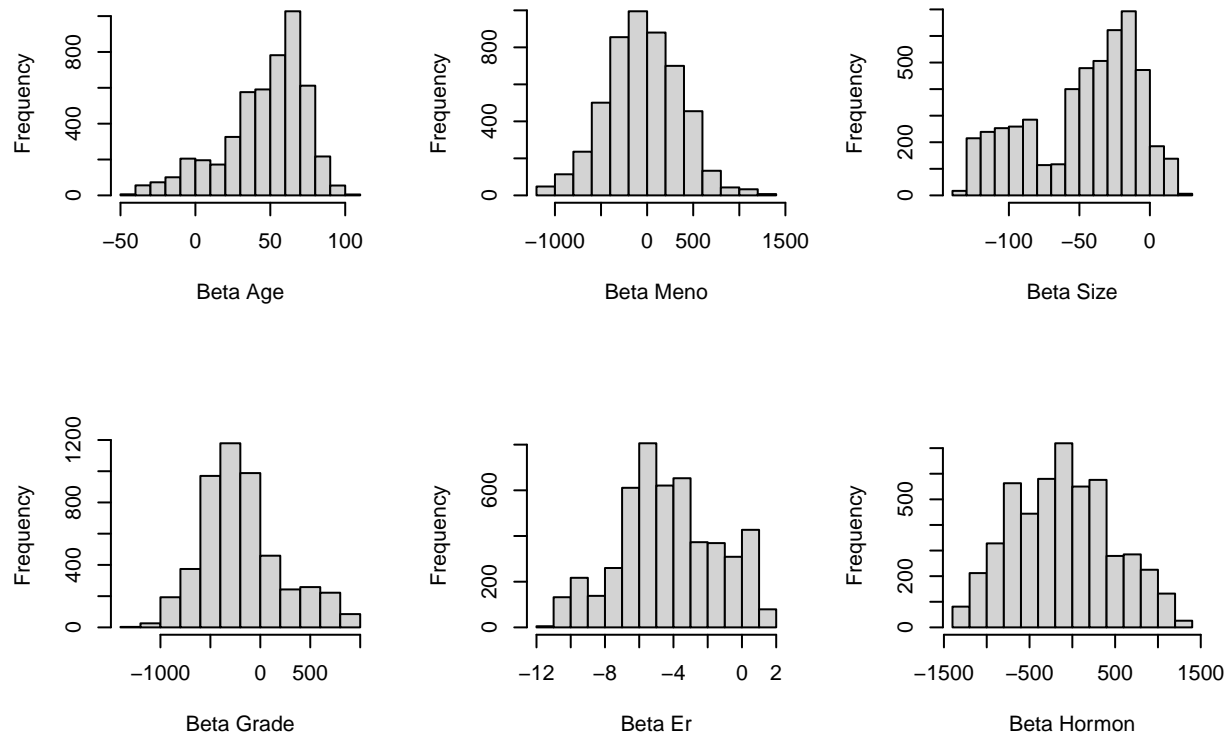 Frequency
0 400 800
−50 0 50 100
Beta Age
Frequency
0 400 800
−1000 0 500 1500
Beta Meno
Frequency
0 200 500
−100 −50 0
Beta Size
Frequency
0 400 800 1200
−1000 0 500
Beta Grade
Frequency
0 200 600
−12 −8 −4 0 2
Beta Er
Frequency
0 200 500
−1500 −500 500 1500
Beta Hormon